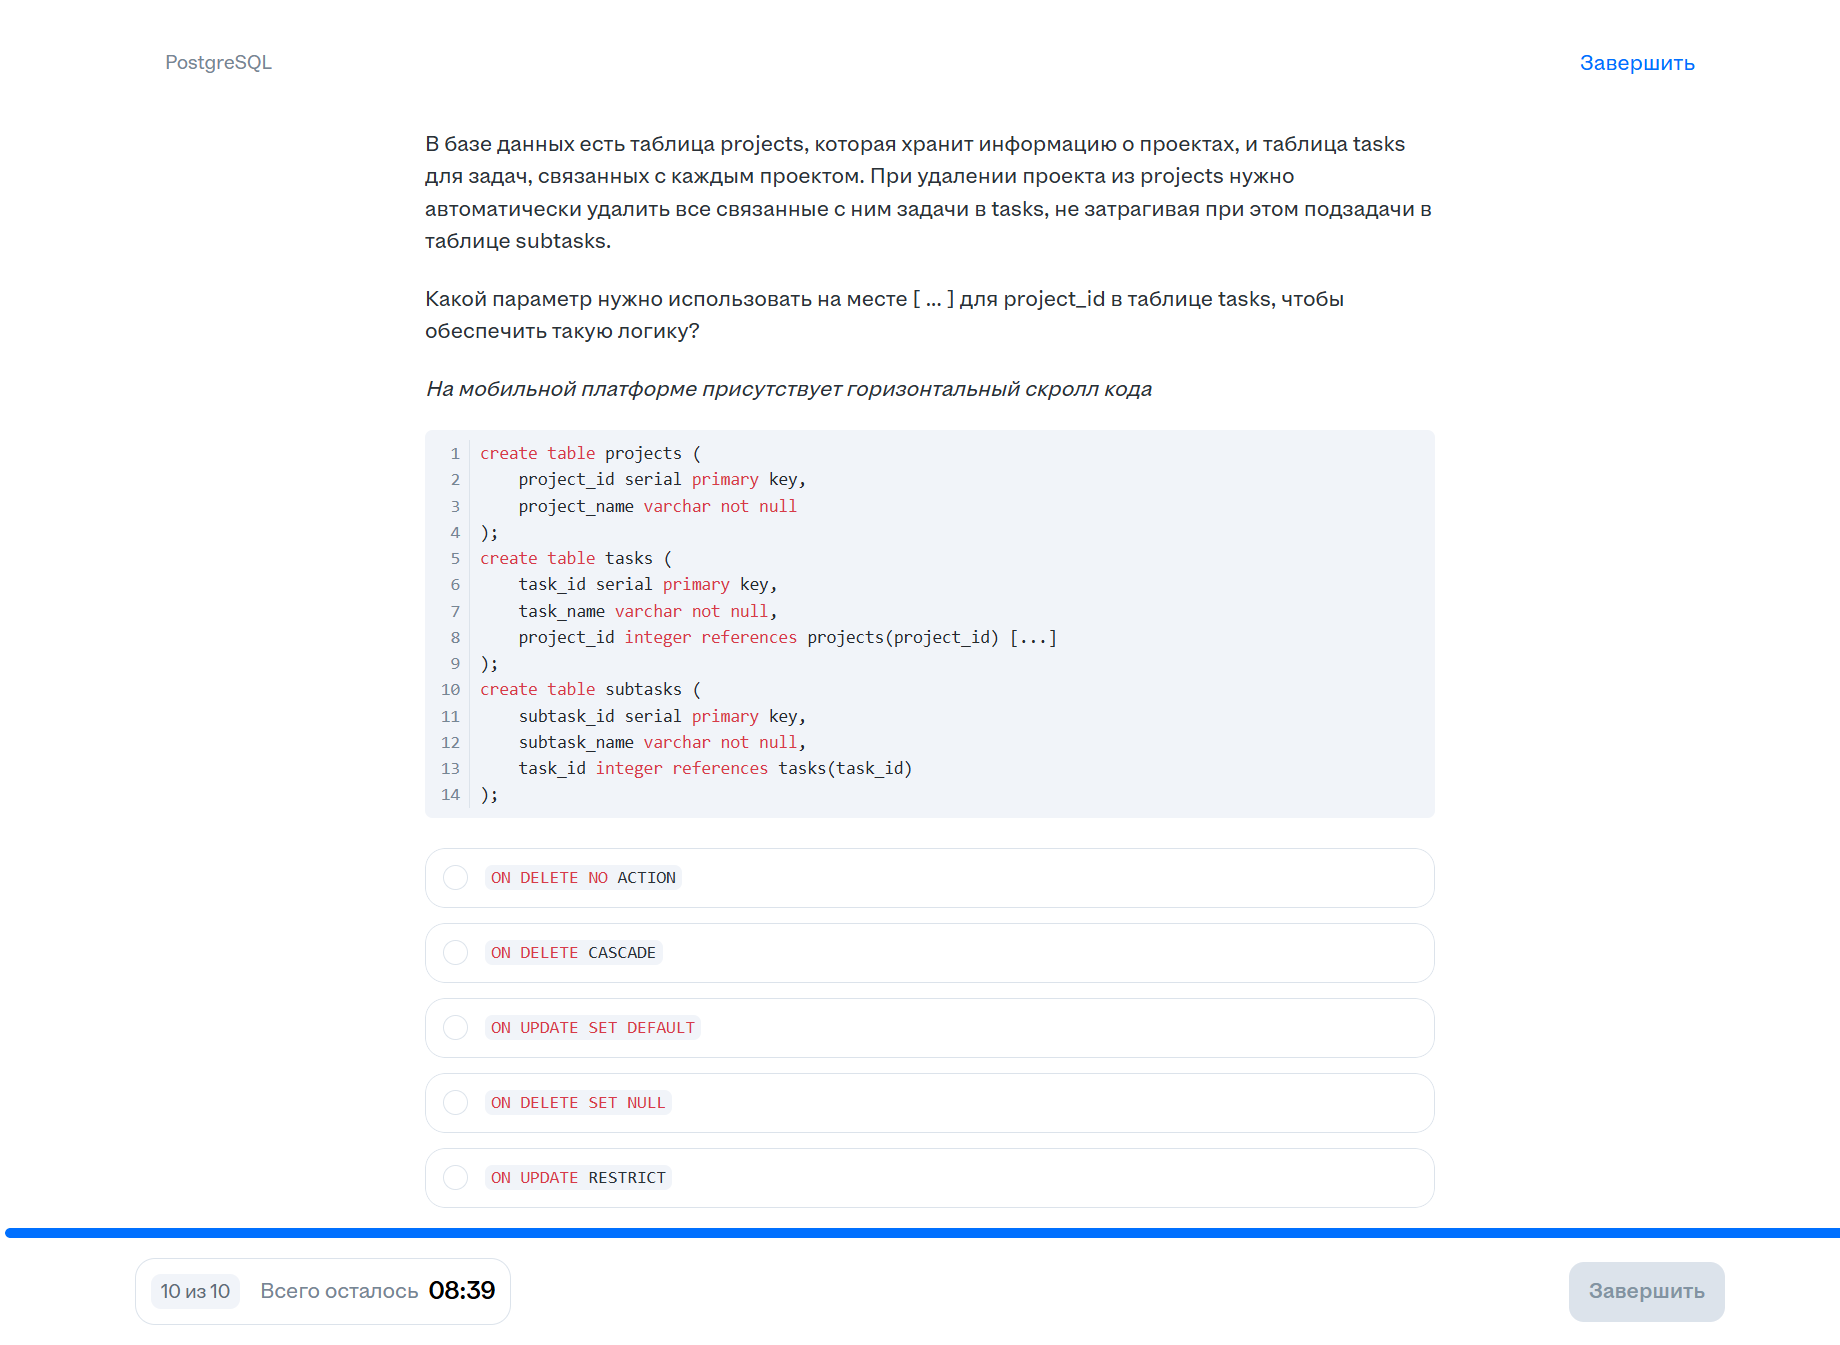 PostgreSQL
Завершить
В базе данных есть таблица projects, которая хранит информацию о проектах, и таблица tasks
для задач, связанных с каждым проектом. При удалении проекта из projects нужно
автоматически удалить все связанные с ним задачи в tasks, не затрагивая при этом подзадачи в
таблице subtasks.
Какой параметр нужно использовать на месте [ ... ] для project_id в таблице tasks, чтобы
обеспечить такую логику?
На мобильной платформе присутствует горизонтальный скролл кода
1 create table projects (
2     project_id serial primary key,
3     project_name varchar not null
4 );
5 create table tasks (
6     task_id serial primary key,
7     task_name varchar not null,
8     project_id integer references projects(project_id) [...]
9 );
10 create table subtasks (
11     subtask_id serial primary key,
12     subtask_name varchar not null,
13     task_id integer references tasks(task_id)
14 );
ON DELETE NO ACTION
ON DELETE CASCADE
ON UPDATE SET DEFAULT
ON DELETE SET NULL
ON UPDATE RESTRICT
10 из 10 Всего осталось 08:39
Завершить